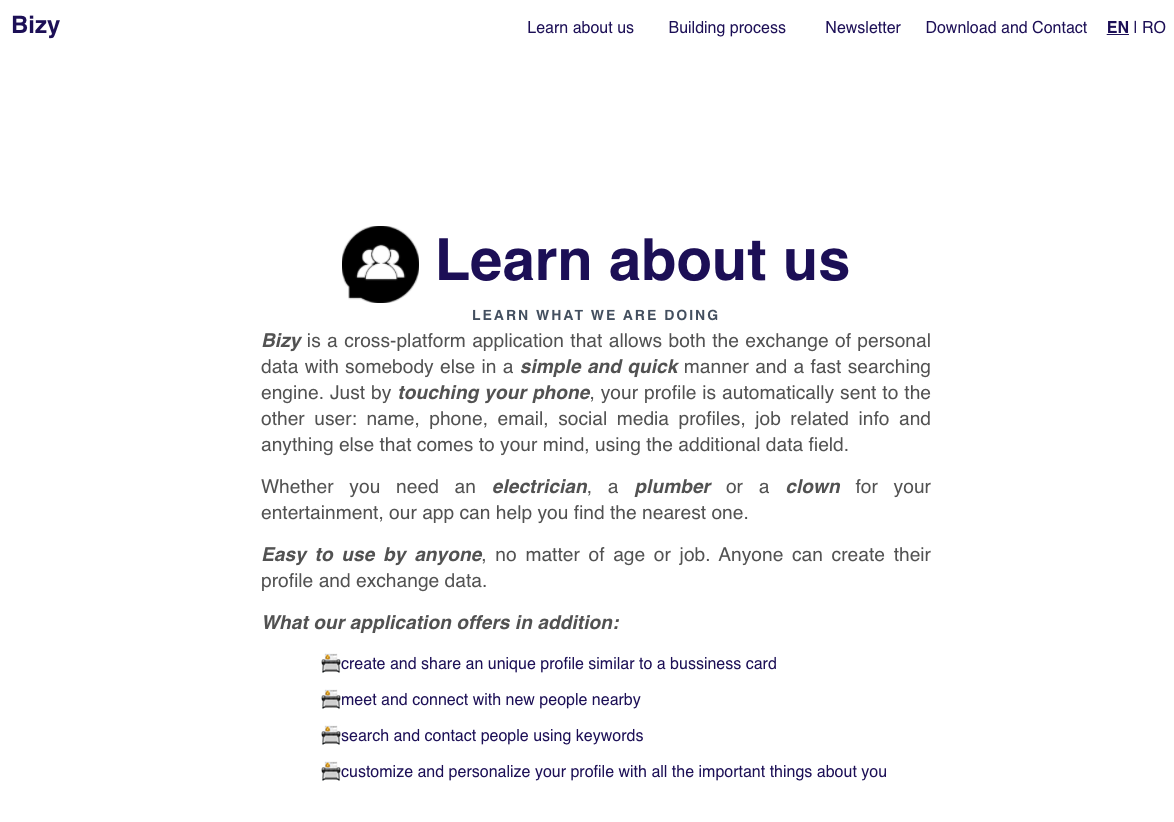 Bizy
Learn about us Building process Newsletter Download and Contact EN | RO
Learn about us
LEARN WHAT WE ARE DOING
Bizy is a cross-platform application that allows both the exchange of personal
data with somebody else in a simple and quick manner and a fast searching
engine. Just by touching your phone, your profile is automatically sent to the
other user: name, phone, email, social media profiles, job related info and
anything else that comes to your mind, using the additional data field.
Whether you need an electrician, a plumber or a clown for your
entertainment, our app can help you find the nearest one.
Easy to use by anyone, no matter of age or job. Anyone can create their
profile and exchange data.
What our application offers in addition:
create and share an unique profile similar to a bussiness card
meet and connect with new people nearby
search and contact people using keywords
customize and personalize your profile with all the important things about you